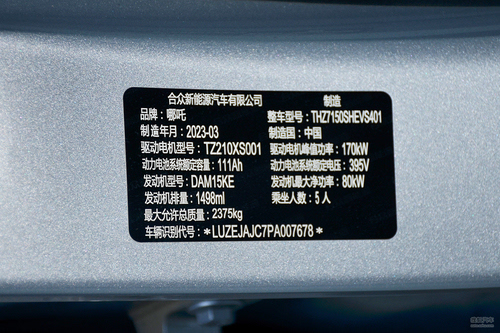 合众新能源汽车有限公司 制造
品牌：哪吒 整车型号：THZ7150SHEVS401
制造年月：2023-03 制造国：中国
驱动电机型号：TZ210XS001 驱动电机峰值功率：170kW
动力电池系统额定容量：111Ah 动力电池系统额定电压：395V
发动机型号：DAM15KE 发动机最大净功率：80kW
发动机排量：1498ml 乘坐人数：5人
最大允许总质量：2375kg
车辆识别代号：*LUZEJAJC7PA007678*